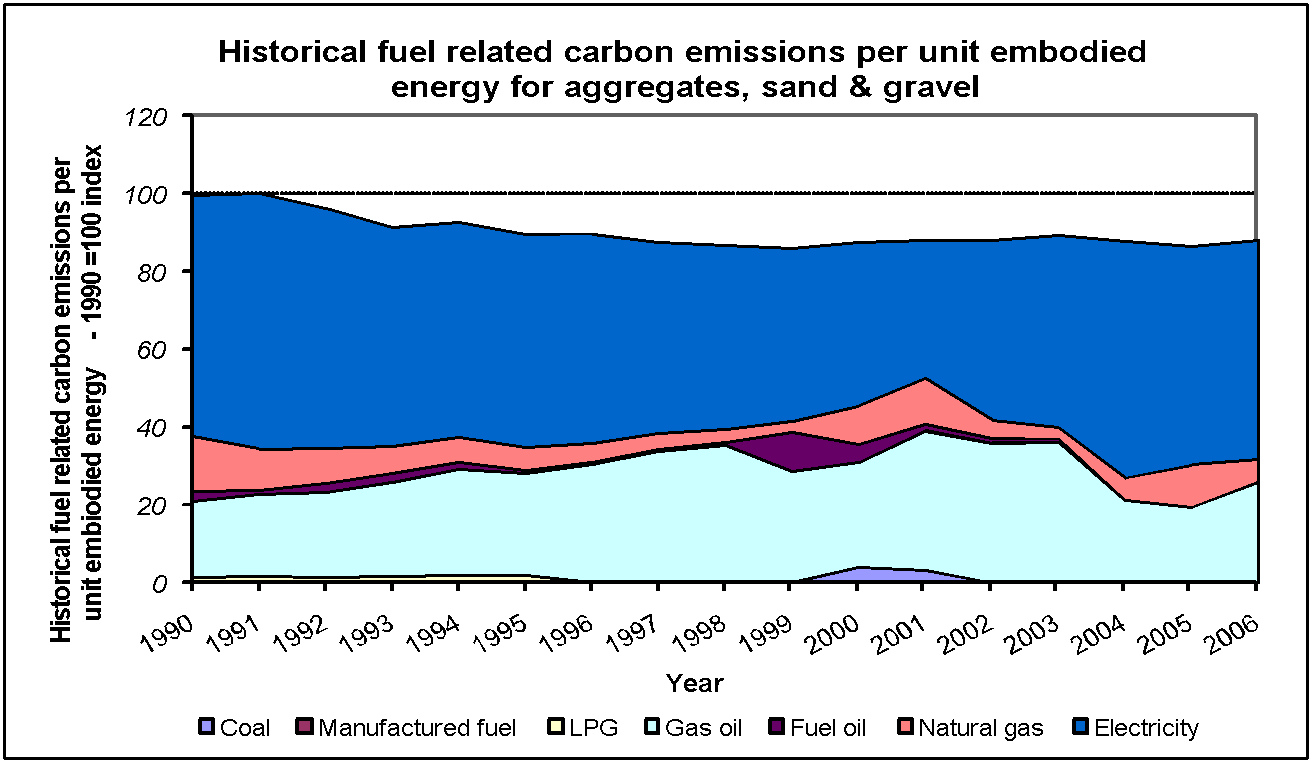 Historical fuel related carbon emissions per unit embodied
energy for aggregates, sand & gravel
Historical fuel related carbon emissions per
unit embiodied energy - 1990 =100 index
120
100
80
60
40
20
0
1990 1991 1992 1993 1994 1995 1996 1997 1998 1999 2000 2001 2002 2003 2004 2005 2006
Year
Coal Manufactured fuel LPG Gas oil Fuel oil Natural gas Electricity